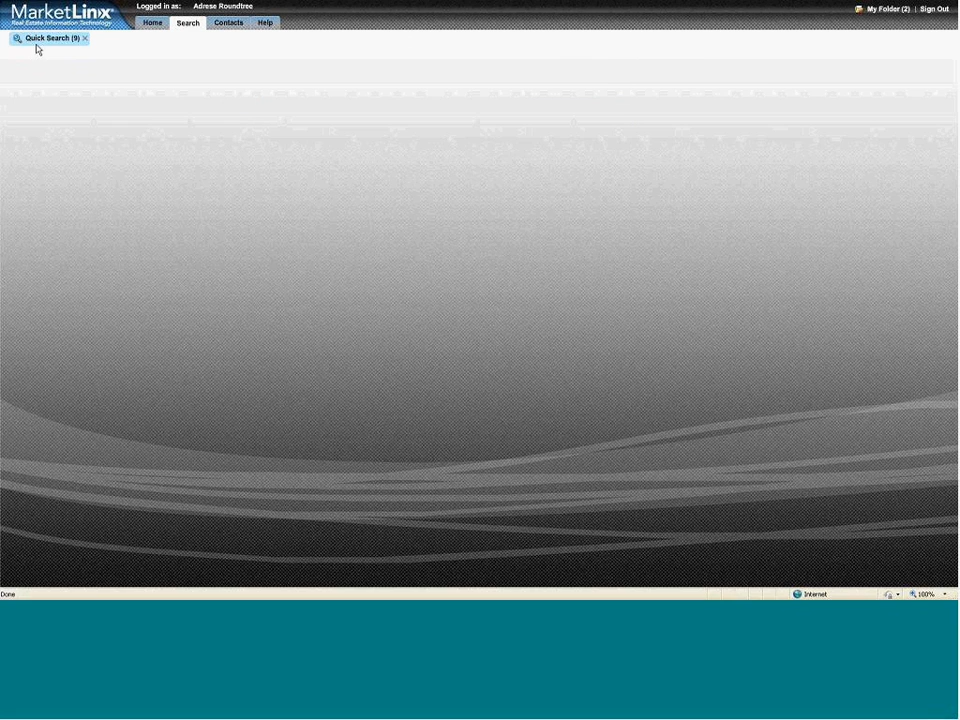 MarketLinx®
Real Estate Information Technology
Logged in as: Adrese Roundtree
My Folder (2) | Sign Out
Home Search Contacts Help
Quick Search (9)
Done
Internet
100%